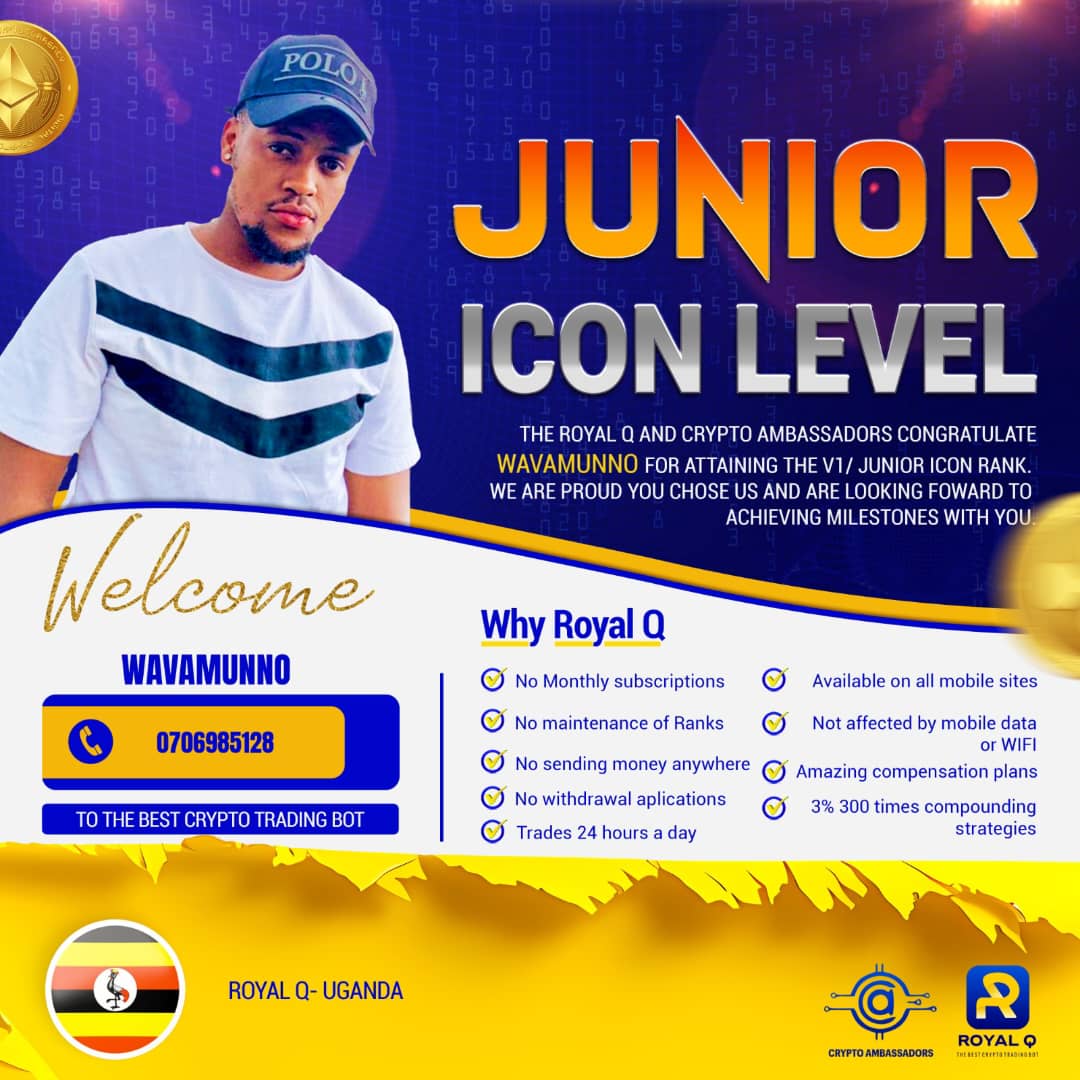 POLO
JUNIOR
ICON LEVEL
THE ROYAL Q AND CRYPTO AMBASSADORS CONGRATULATE
WAVAMUNNO FOR ATTAINING THE V1/ JUNIOR ICON RANK.
WE ARE PROUD YOU CHOSE US AND ARE LOOKING FOWARD TO
ACHIEVING MILESTONES WITH YOU.
Welcome
WAVAMUNNO
0706985128
TO THE BEST CRYPTO TRADING BOT
Why Royal Q
No Monthly subscriptions
No maintenance of Ranks
No sending money anywhere
No withdrawal aplications
Trades 24 hours a day
Available on all mobile sites
Not affected by mobile data
or WIFI
Amazing compensation plans
3% 300 times compounding
strategies
ROYAL Q- UGANDA
CRYPTO AMBASSADORS
ROYAL Q
THE BEST CRYPTO TRADING BOT